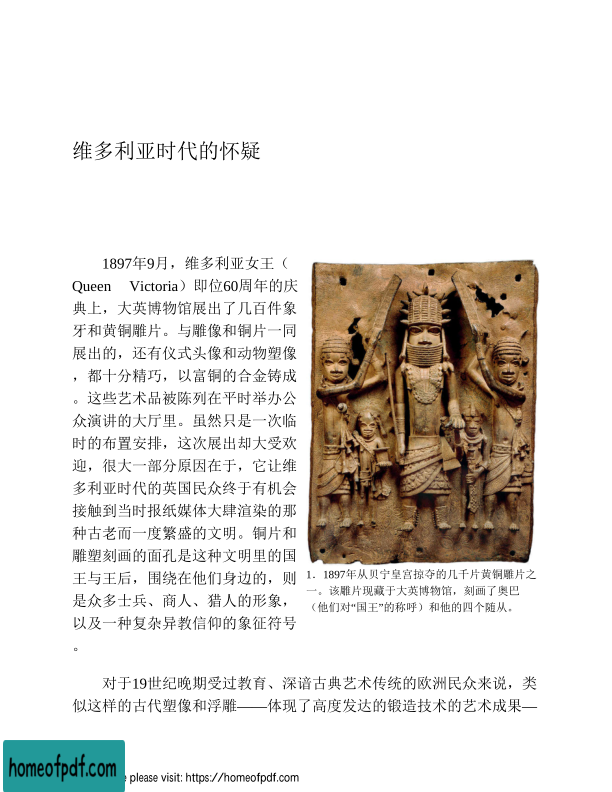 维多利亚时代的怀疑
1897年9月，维多利亚女王（
Queen Victoria）即位60周年的庆
典上，大英博物馆展出了几百件象
牙和黄铜雕片。与雕像和铜片一同
展出的，还有仪式头像和动物塑像
，都十分精巧，以富铜的合金铸成
。这些艺术品被陈列在平时举办公
众演讲的大厅里。虽然只是一次临
时的布置安排，这次展出却大受欢
迎，很大一部分原因在于，它让维
多利亚时代的英国民众终于有机会
接触到当时报纸媒体大肆渲染的那
种古老而一度繁盛的文明。铜片和
雕塑刻画的面孔是这种文明里的国
王与王后，围绕在他们身边的，则
是众多士兵、商人、猎人的形象，
以及一种复杂异教信仰的象征符号
。
1．1897年从贝宁皇宫掠夺的几千片黄铜雕片之
一。该雕片现藏于大英博物馆，刻画了奥巴
（他们对“国王”的称呼）和他的四个随从。
对于19世纪晚期受过教育、深谙古典艺术传统的欧洲民众来说，类
似这样的古代塑像和浮雕——体现了高度发达的锻造技术的艺术成果—
homeofpdf.com
e please visit: https://homeofpdf.com